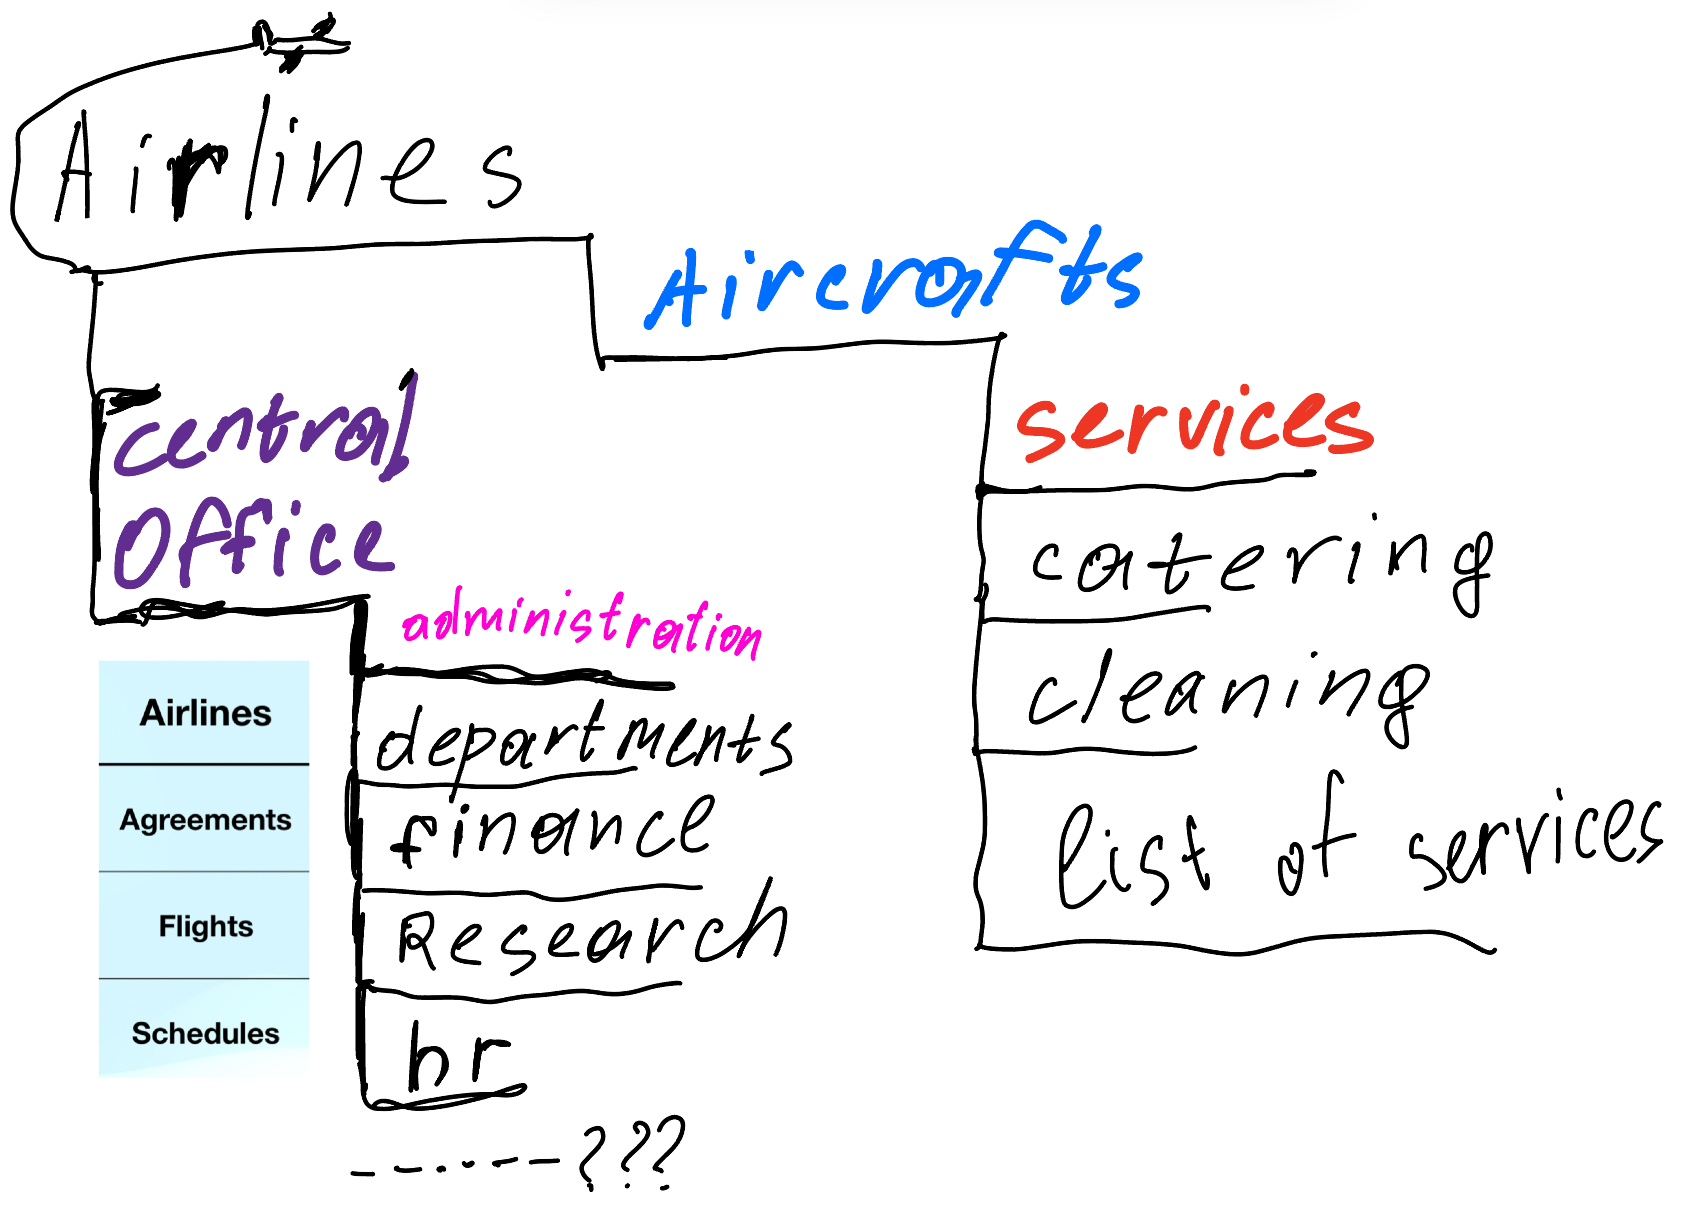 Airlines
Aircrafts
central
Office
services
catering
cleaning
list of services
administration
departments
finance
Research
hr
------???
Airlines
Agreements
Flights
Schedules